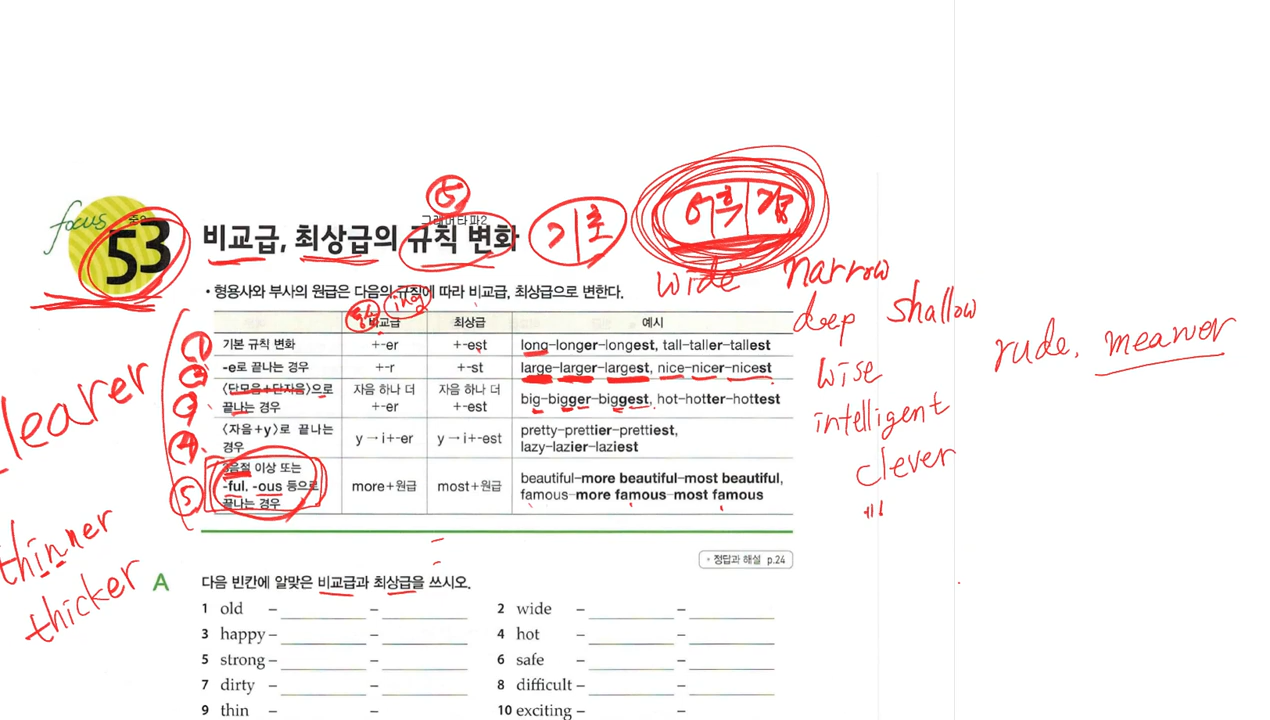 focus
53
⑤
그래머타파2
비교급, 최상급의 규칙 변화
기초
어휘
wide narrow
• 형용사와 부사의 원급은 다음의 규칙에 따라 비교급, 최상급으로 변한다.
deep shallow
rude, meaner
wise
intelligent
clever
비교급 최상급 예시
① 기본 규칙 변화 +-er +-est long-longer-longest, tall-taller-tallest
② -e로 끝나는 경우 +-r +-st large-larger-largest, nice-nicer-nicest
③ 〈단모음+단자음〉으로 끝나는 경우 자음 하나 더 +-er 자음 하나 더 +-est big-bigger-biggest, hot-hotter-hottest
④ 〈자음+y〉로 끝나는 경우 y → i+-er y → i+-est pretty-prettier-prettiest,
lazy-lazier-laziest
⑤ 3음절 이상 또는 -ful, -ous 등으로 끝나는 경우 more+원급 most+원급 beautiful-more beautiful-most beautiful,
famous-more famous-most famous
learer
thinner
thicker
• 정답과 해설 p.24
A 다음 빈칸에 알맞은 비교급과 최상급을 쓰시오.
1 old – – 2 wide – –
3 happy – – 4 hot – –
5 strong – – 6 safe – –
7 dirty – – 8 difficult – –
9 thin – – 10 exciting – –